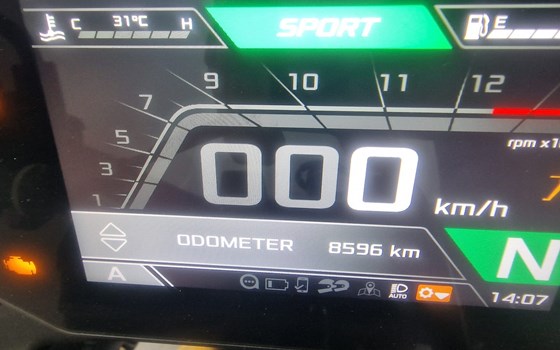 C 31°C H
SPORT
E
1 3 5 7 9 10 11 12
rpm x1
000 km/h
ODOMETER 8596 km
N
A
AUTO
14:07